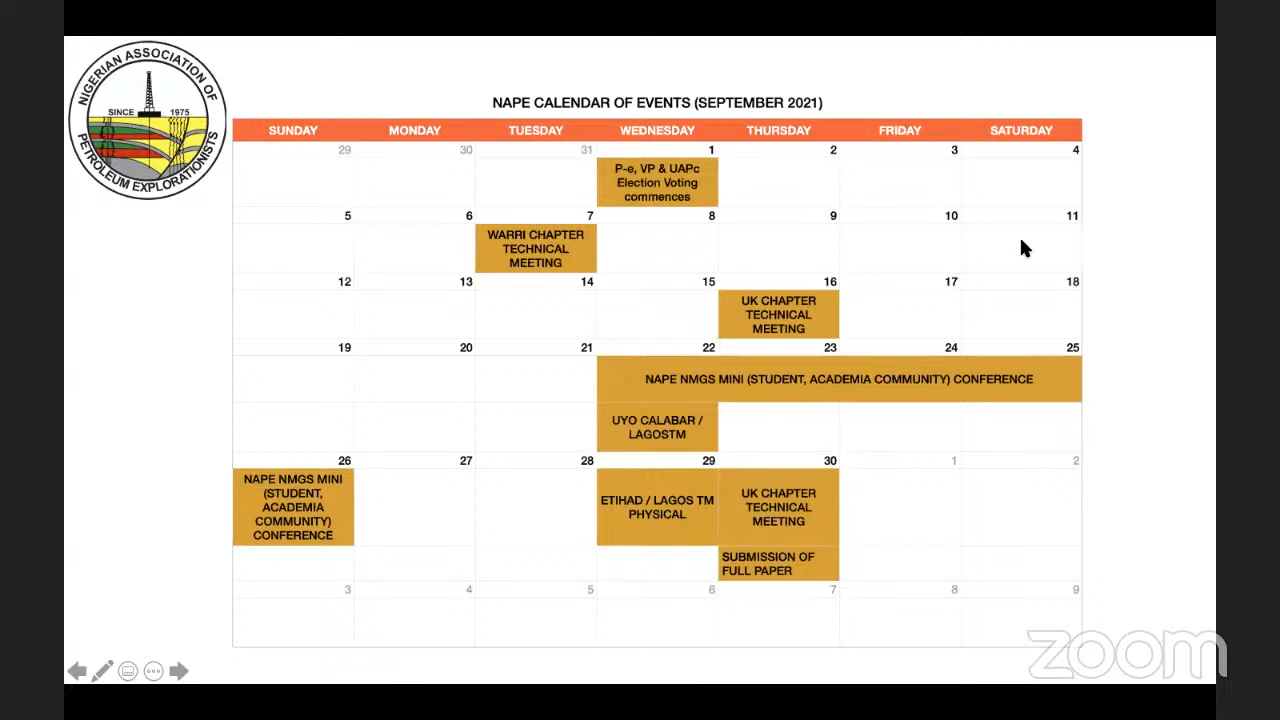 NIGERIAN ASSOCIATION OF
SINCE 1975
PETROLEUM EXPLORATIONISTS
NAPE CALENDAR OF EVENTS (SEPTEMBER 2021)
SUNDAY MONDAY TUESDAY WEDNESDAY THURSDAY FRIDAY SATURDAY
29 30 31 1 2 3 4
P-e, VP & UAPc
Election Voting
commences
5 6 7 8 9 10 11
WARRI CHAPTER
TECHNICAL
MEETING
12 13 14 15 16 17 18
UK CHAPTER
TECHNICAL
MEETING
19 20 21 22 23 24 25
NAPE NMGS MINI (STUDENT, ACADEMIA COMMUNITY) CONFERENCE
UYO CALABAR /
LAGOSTM
26 27 28 29 30 1 2
NAPE NMGS MINI
(STUDENT,
ACADEMIA
COMMUNITY)
CONFERENCE
ETIHAD / LAGOS TM
PHYSICAL
UK CHAPTER
TECHNICAL
MEETING
SUBMISSION OF
FULL PAPER
3 4 5 6 7 8 9
zoom